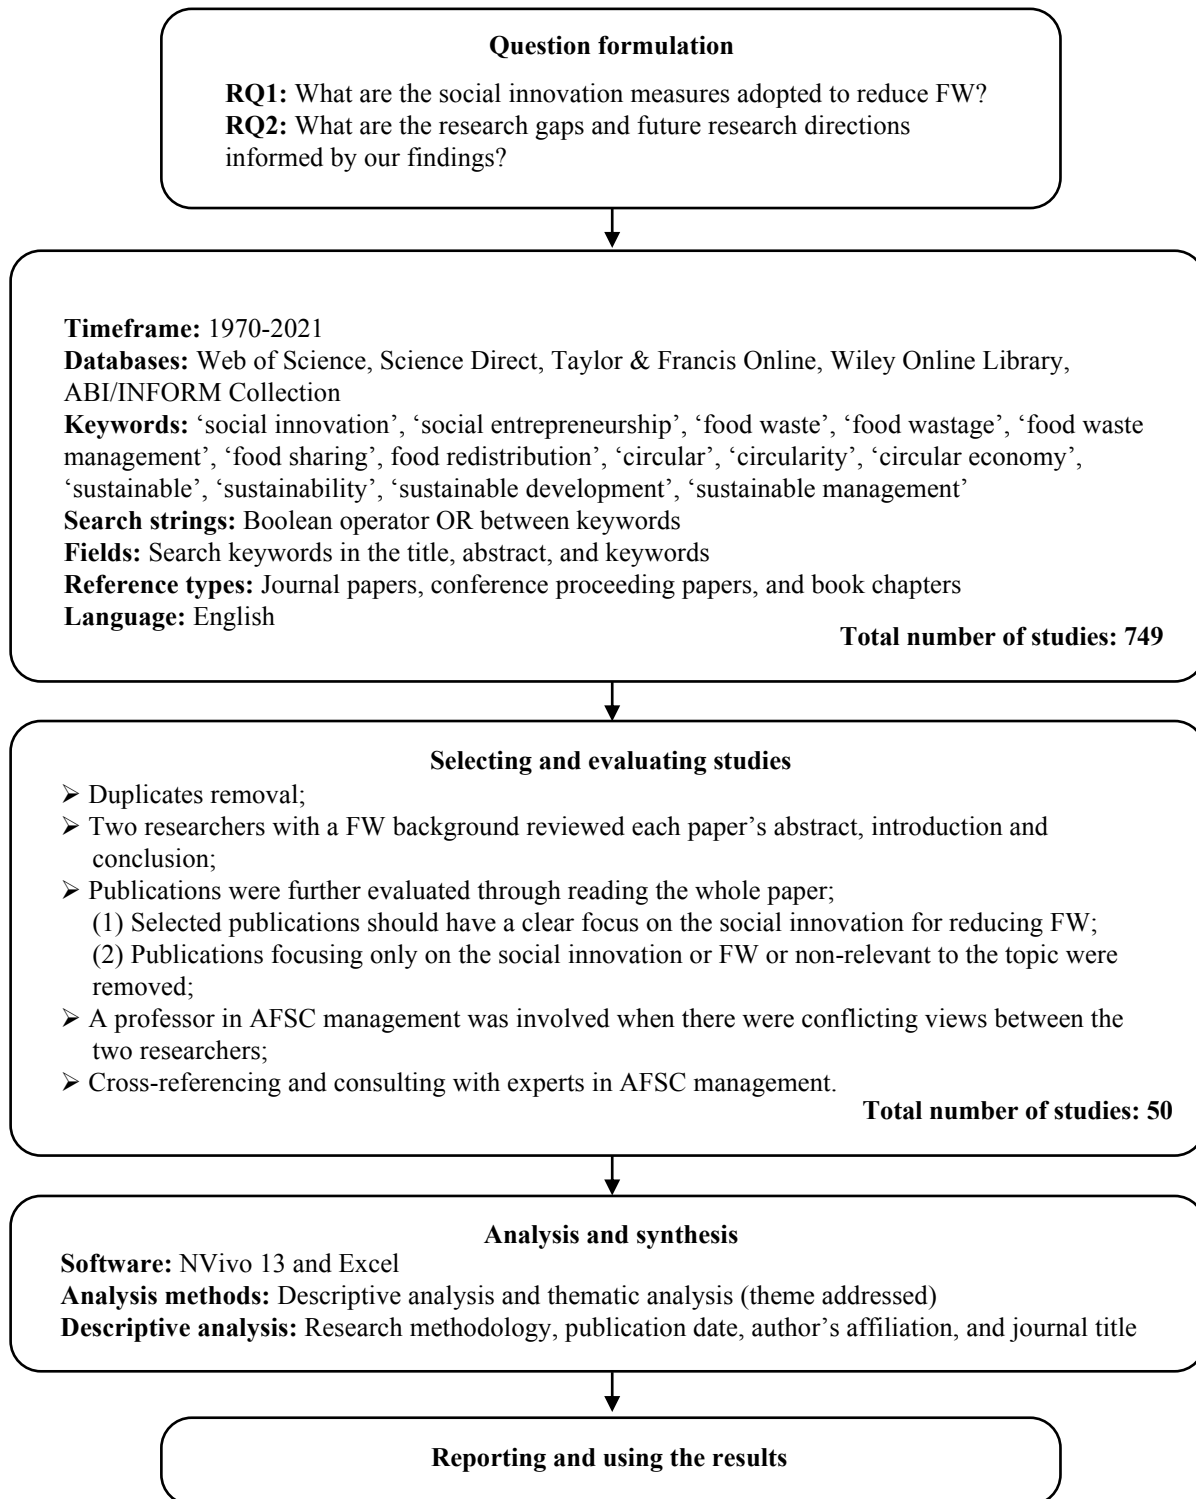 Question formulation
RQ1: What are the social innovation measures adopted to reduce FW?
RQ2: What are the research gaps and future research directions
informed by our findings?
Timeframe: 1970-2021
Databases: Web of Science, Science Direct, Taylor & Francis Online, Wiley Online Library,
ABI/INFORM Collection
Keywords: ‘social innovation’, ‘social entrepreneurship’, ‘food waste’, ‘food wastage’, ‘food waste
management’, ‘food sharing’, food redistribution’, ‘circular’, ‘circularity’, ‘circular economy’,
‘sustainable’, ‘sustainability’, ‘sustainable development’, ‘sustainable management’
Search strings: Boolean operator OR between keywords
Fields: Search keywords in the title, abstract, and keywords
Reference types: Journal papers, conference proceeding papers, and book chapters
Language: English
Total number of studies: 749
Selecting and evaluating studies
➢ Duplicates removal;
➢ Two researchers with a FW background reviewed each paper’s abstract, introduction and
conclusion;
➢ Publications were further evaluated through reading the whole paper;
(1) Selected publications should have a clear focus on the social innovation for reducing FW;
(2) Publications focusing only on the social innovation or FW or non-relevant to the topic were
removed;
➢ A professor in AFSC management was involved when there were conflicting views between the
two researchers;
➢ Cross-referencing and consulting with experts in AFSC management.
Total number of studies: 50
Analysis and synthesis
Software: NVivo 13 and Excel
Analysis methods: Descriptive analysis and thematic analysis (theme addressed)
Descriptive analysis: Research methodology, publication date, author’s affiliation, and journal title
Reporting and using the results